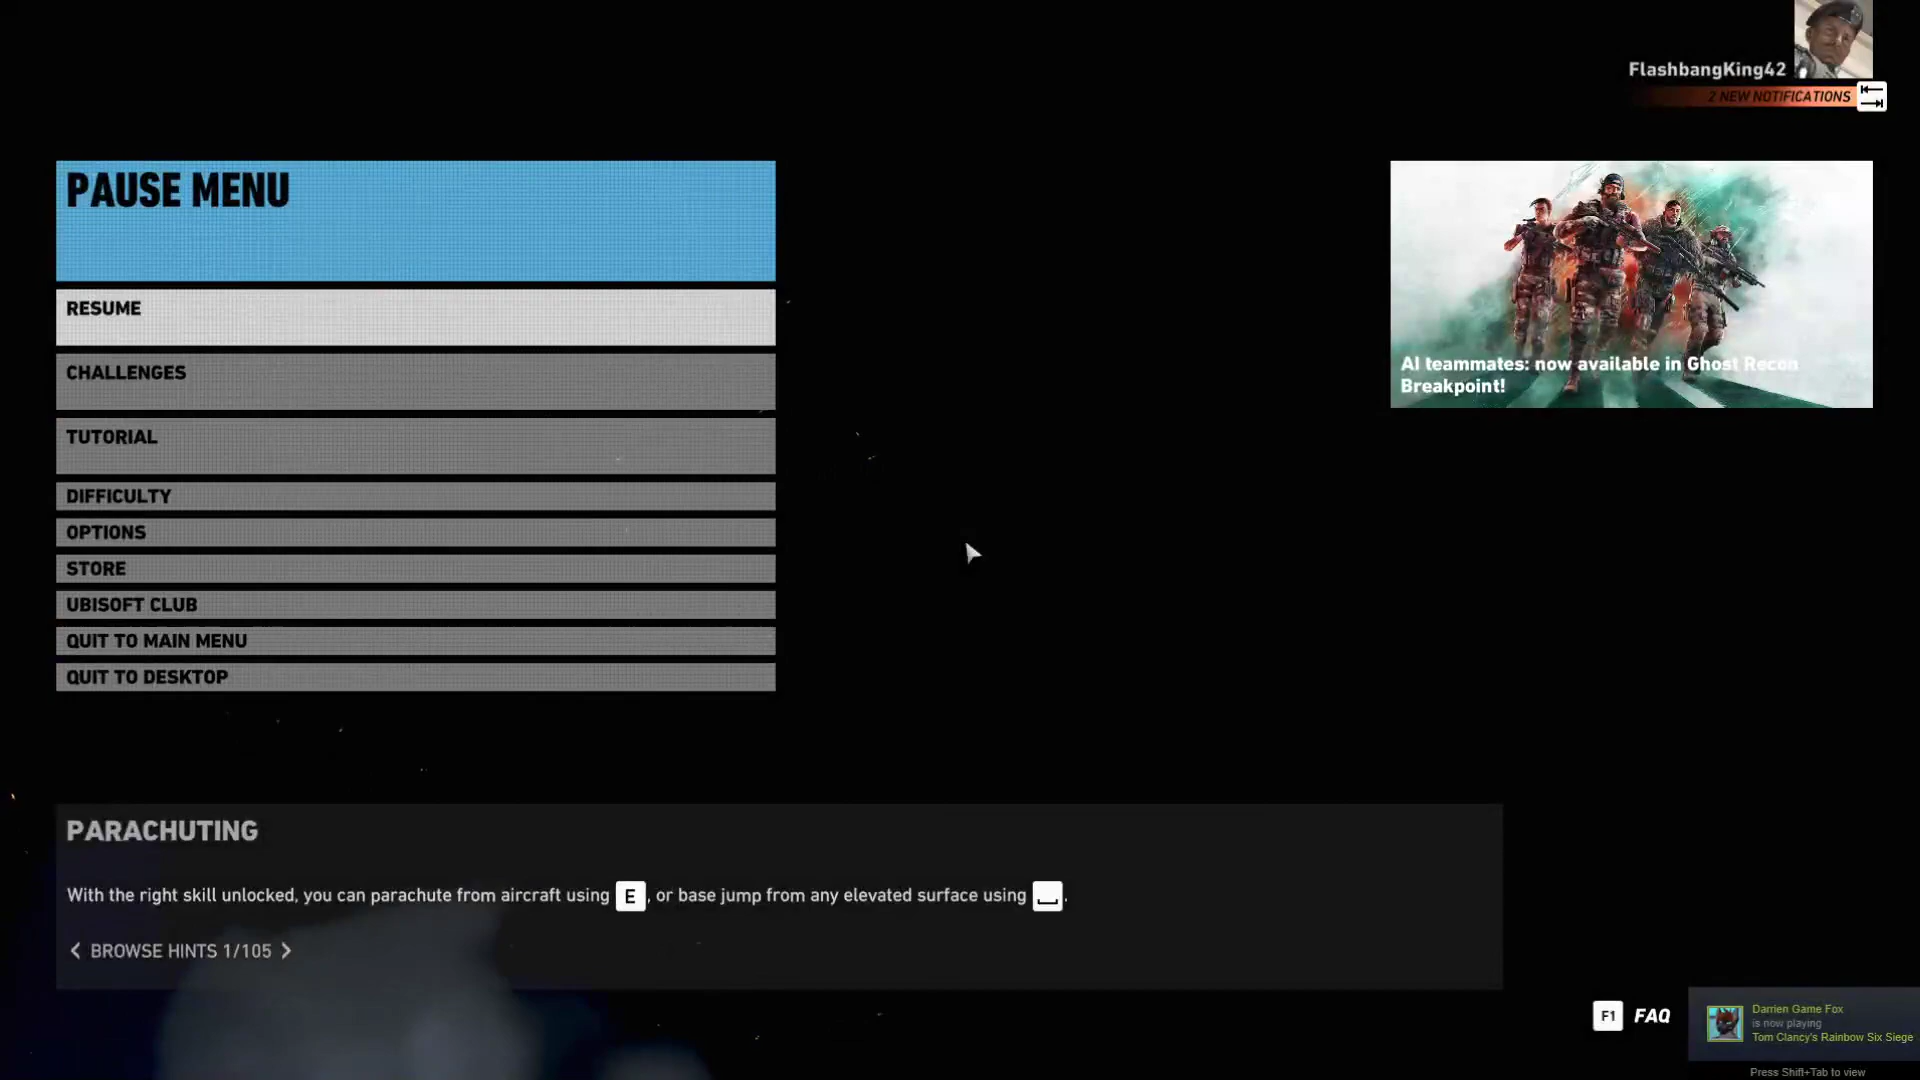 FlashbangKing42
2 NEW NOTIFICATIONS
PAUSE MENU
RESUME
CHALLENGES
TUTORIAL
DIFFICULTY
OPTIONS
STORE
UBISOFT CLUB
QUIT TO MAIN MENU
QUIT TO DESKTOP
AI teammates: now available in Ghost Recon
Breakpoint!
PARACHUTING
With the right skill unlocked, you can parachute from aircraft using E, or base jump from any elevated surface using .
BROWSE HINTS 1/105
F1 FAQ
Darrien Game Fox
is now playing
Tom Clancy's Rainbow Six Siege
Press Shift+Tab to view